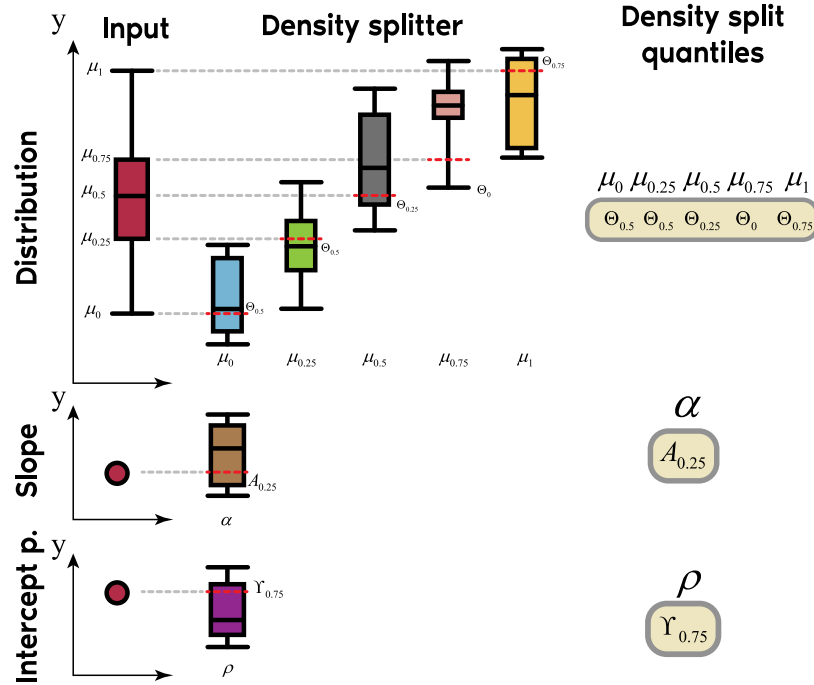 y
Input
Density splitter
Density split
quantiles
Distribution
μ1
μ0.75
μ0.5
μ0.25
μ0
Θ0.5
Θ0.5
Θ0.25
Θ0
Θ0.75
μ0 μ0.25 μ0.5 μ0.75 μ1
μ0 μ0.25 μ0.5 μ0.75 μ1
Θ0.5 Θ0.5 Θ0.25 Θ0 Θ0.75
Slope
y
A0.25
α
α
A0.25
Intercept p.
y
ϒ0.75
ρ
ρ
ϒ0.75